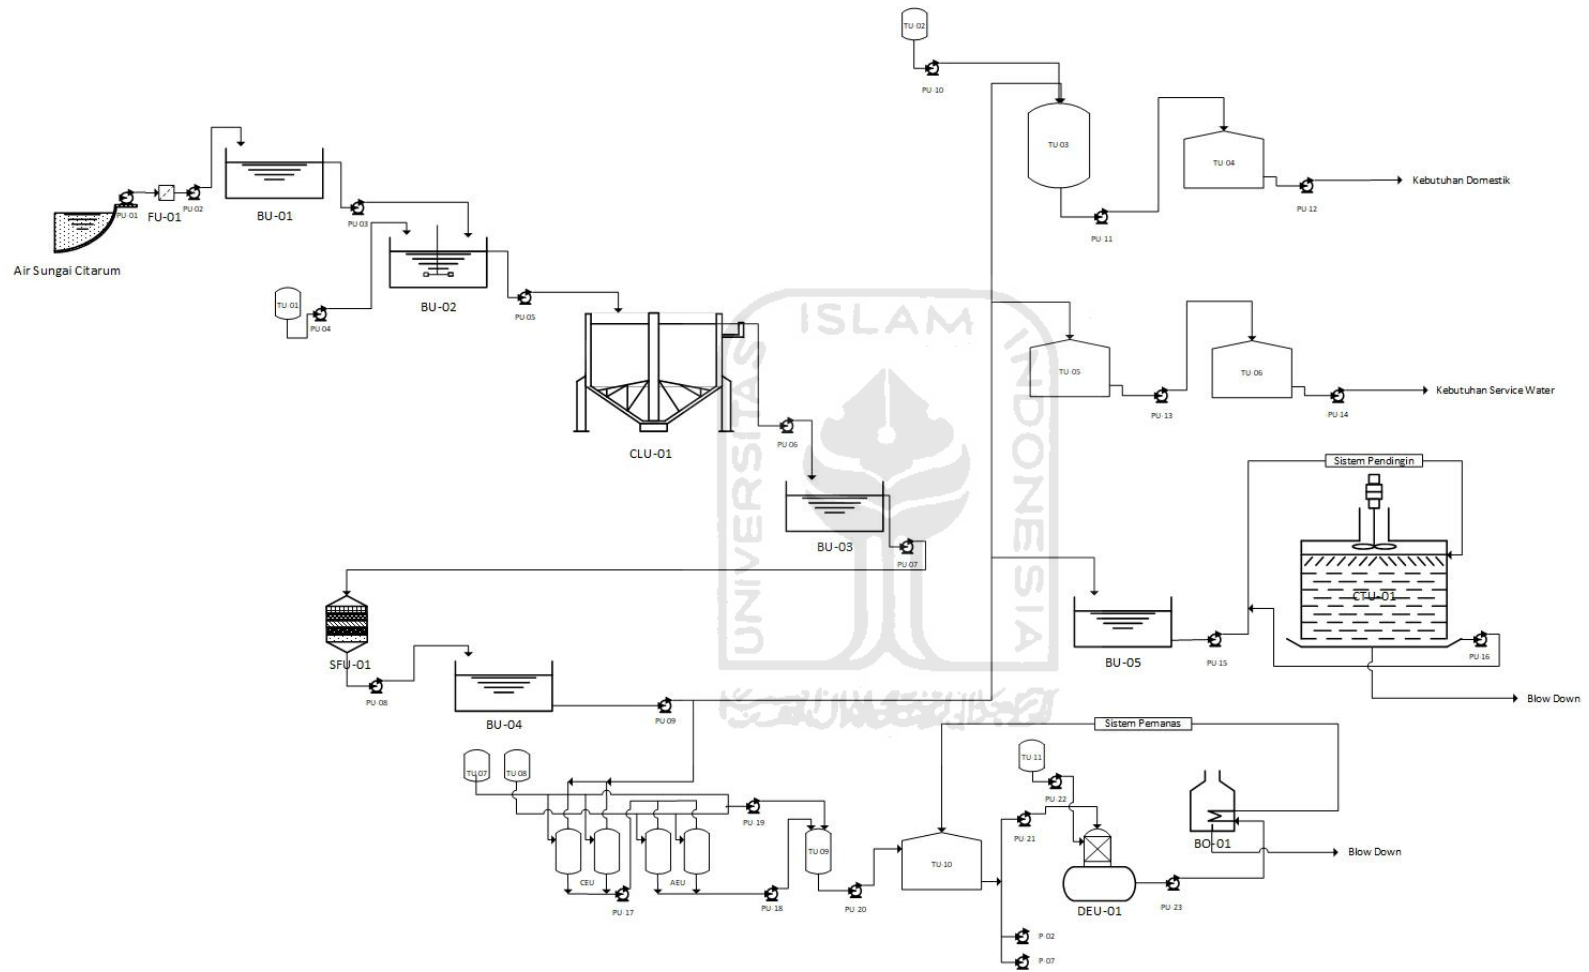 TU-02
PU-10
TU 03
TU 04
Kebutuhan Domestik
PU-12
PU-11
PU-01
FU-01
PU-02
BU-01
PU 03
Air Sungai Citarum
TU-01
PU 04
BU-02
PU 05
CLU-01
PU 06
BU-03
PU 07
UNIVERSITAS
ISLAM
INDONESIA
TU-05
PU-13
TU-06
PU-14
Kebutuhan Service Water
Sistem Pendingin
CTU-01
BU-05
PU-15
PU-16
Blow Down
SFU-01
PU-08
BU-04
PU 09
Sistem Pemanas
TU 07
TU 08
PU-19
CEU
AEU
PU-17
PU-18
TU 09
PU-20
TU-10
TU-11
PU-22
PU-21
DEU-01
PU-23
BO-01
Blow Down
P-02
P-07